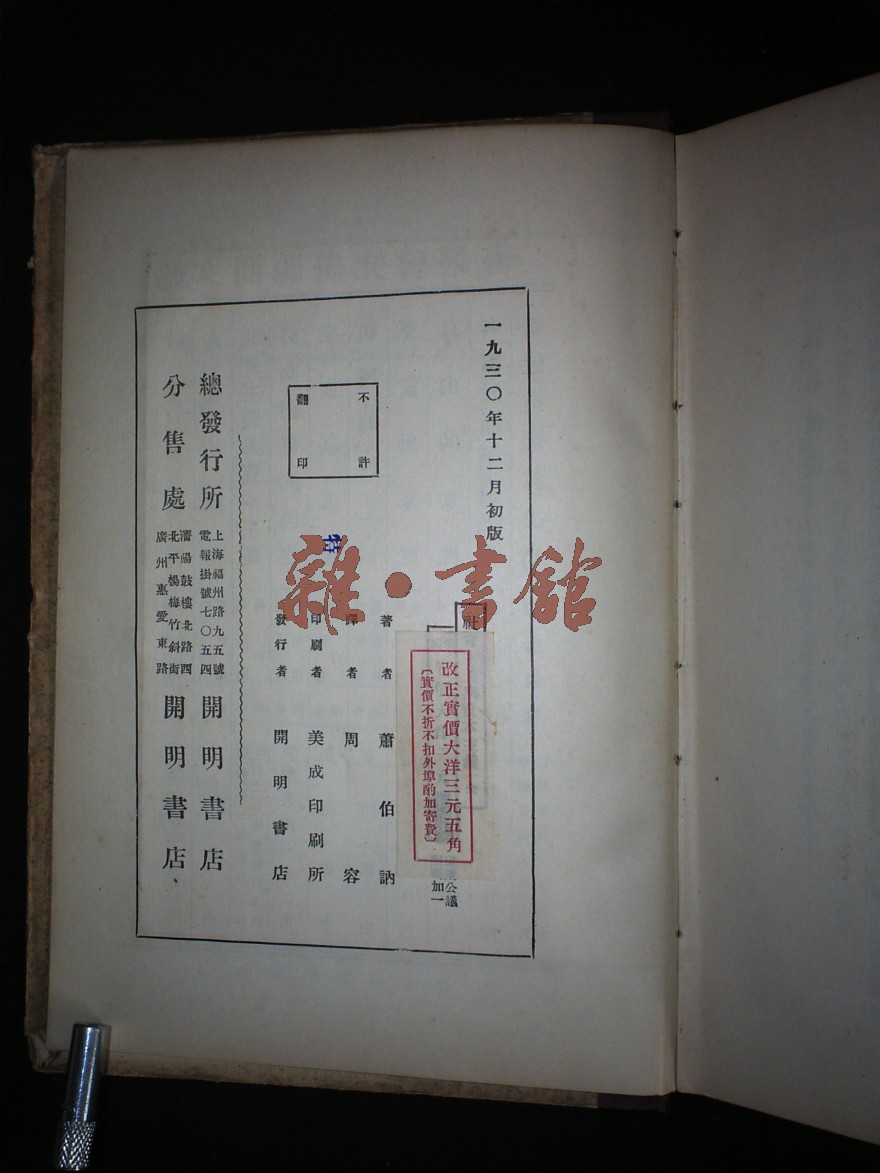 一九三〇年十二月初版
社
改正實價大洋三元五角
〔實價不折不扣外埠酌加寄費〕
公議
加一
著者 蕭伯訥
譯者 周容
印刷者 美成印刷所
發行者 開明書店
不許
翻印
總發行所 上海福州路九五號
電報掛號七〇五四 開明書店
分售處 瀋陽鼓樓北路四
北平楊梅竹斜街
廣州惠愛東路 開明書店
雜·書館